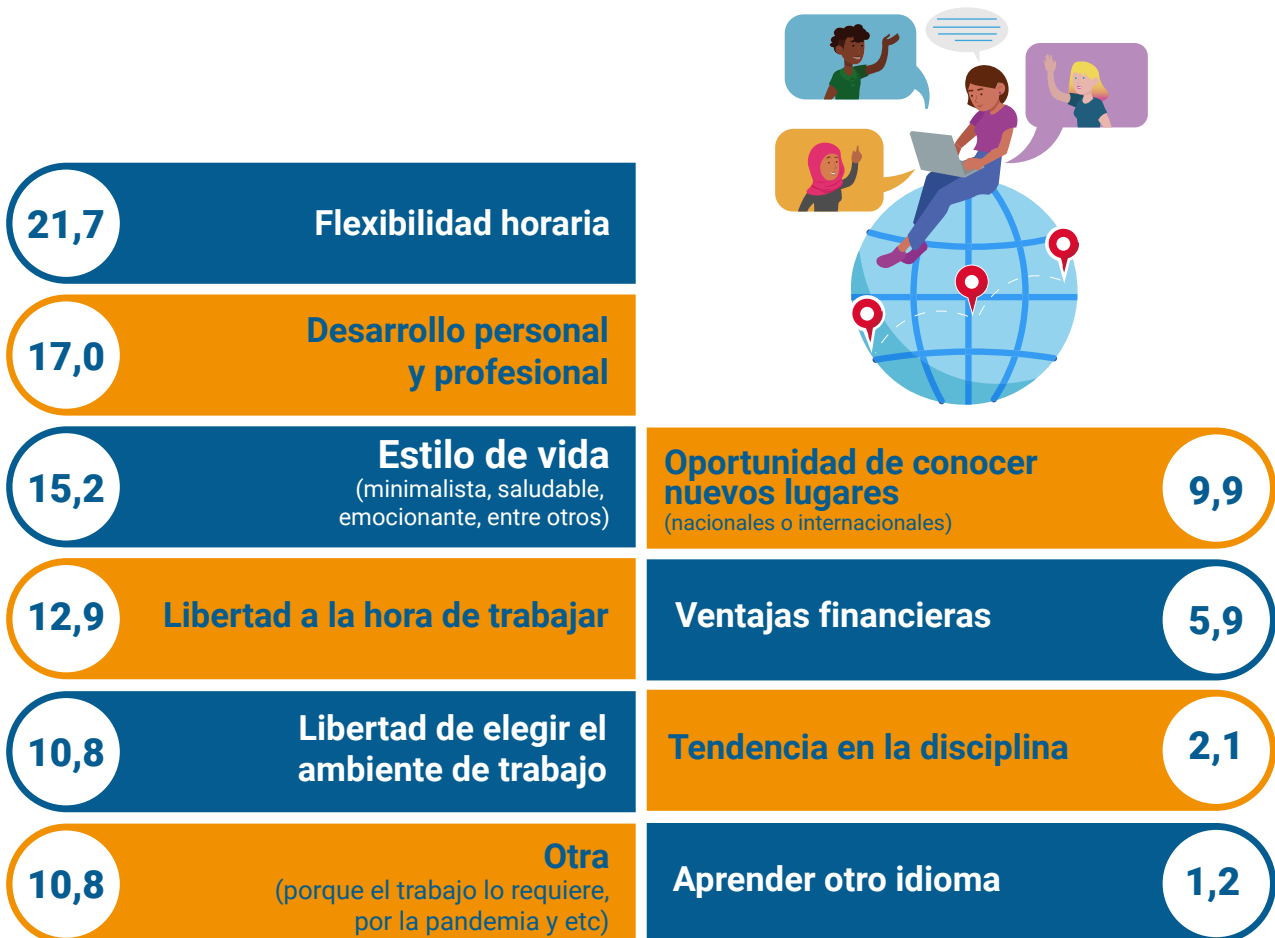 21,7
Flexibilidad horaria
17,0
Desarrollo personal
y profesional
15,2
Estilo de vida
(minimalista, saludable,
emocionante, entre otros)
12,9
Libertad a la hora de trabajar
10,8
Libertad de elegir el
ambiente de trabajo
10,8
Otra
(porque el trabajo lo requiere,
por la pandemia y etc)
Oportunidad de conocer
nuevos lugares
(nacionales o internacionales)
9,9
Ventajas financieras
5,9
Tendencia en la disciplina
2,1
Aprender otro idioma
1,2